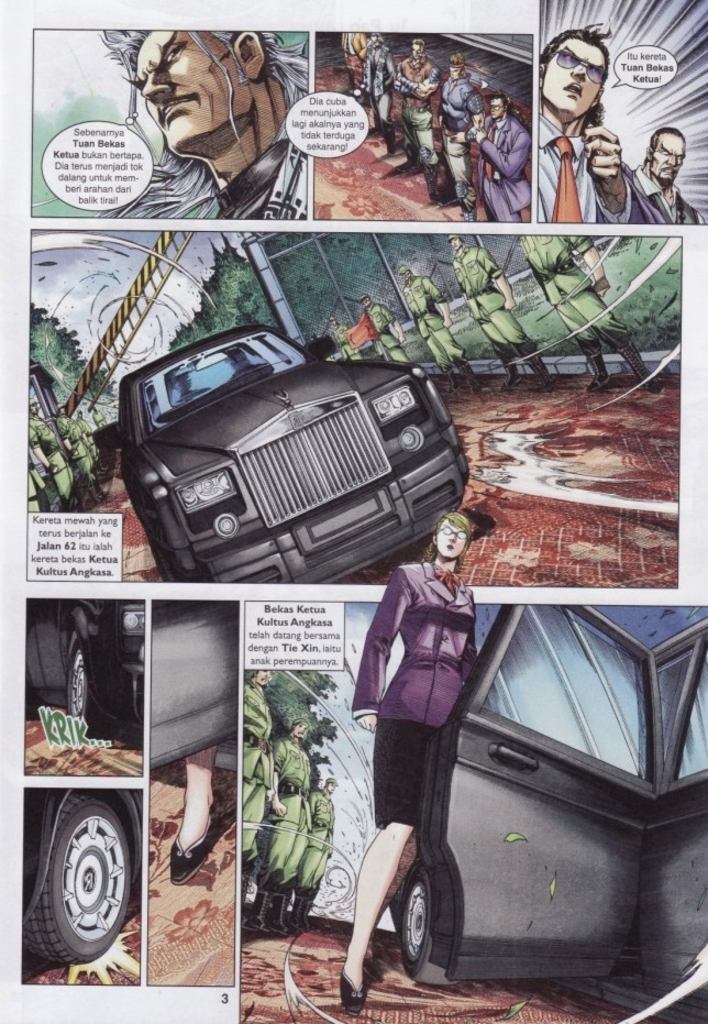 Sebenarnya
Tuan Bekas
Ketua bukan bertapa.
Dia terus menjadi
dalang untuk mem-
beri arahan dari
balik tirai!
Dia cuba
menunjukkan
lagi akalnya yang
tidak terdugar
sekarang!
Itu kereta
Tuan Bekas
Ketua!
Kereta mewah yang
terus berjalan ke
Jalan 62 itu ialah
kereta bekas Ketua
Kultus Angkasa.
KRIK...
Bekas Ketua
Kultus Angkasa
telah datang bersama
dengan Tie Xin, iaitu
anak perempuannya.
3